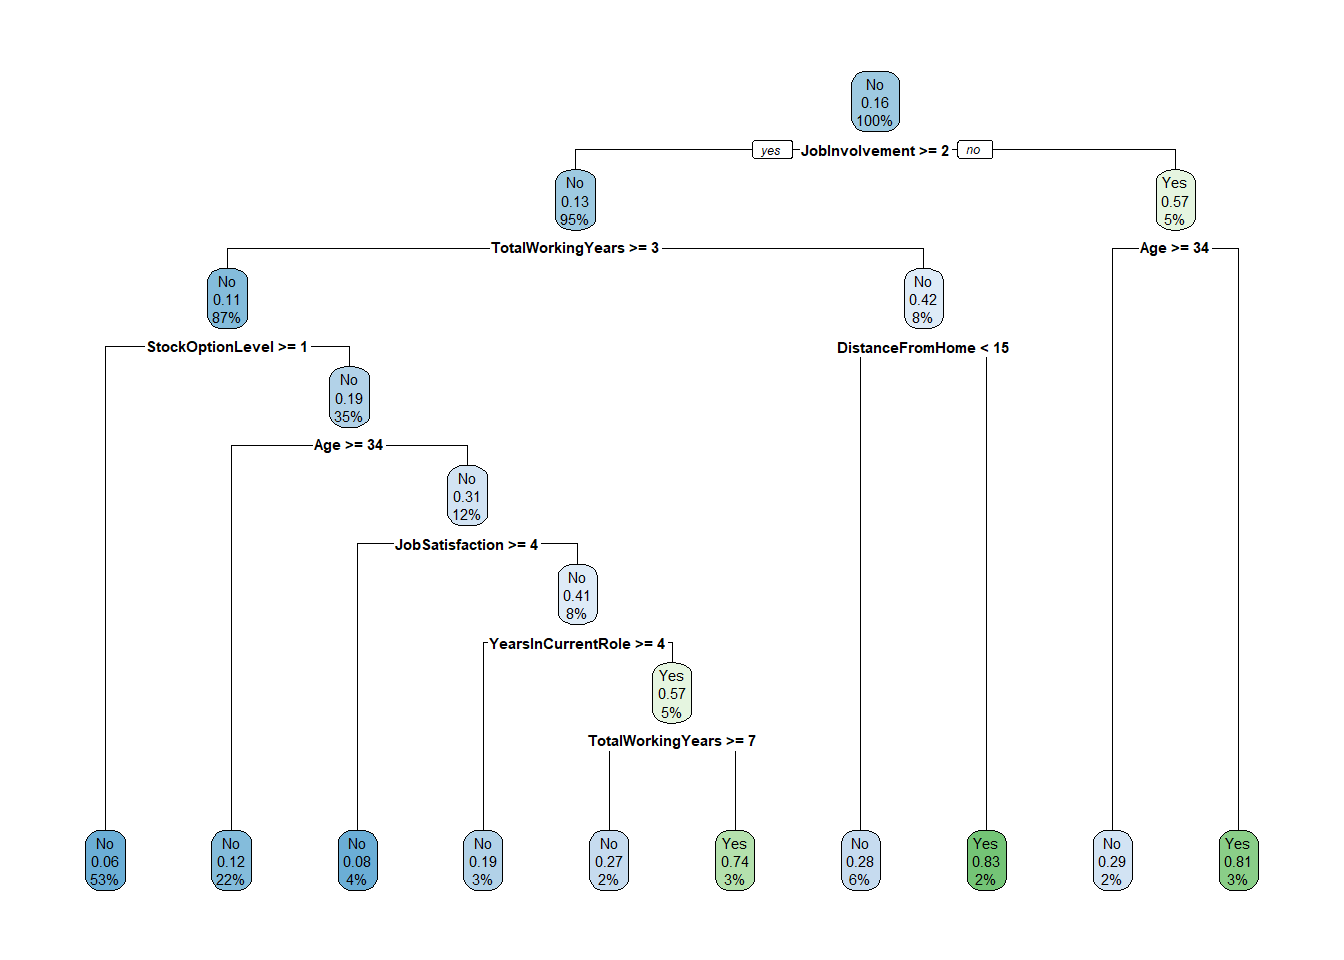 No
0.16
100%
yes
JobInvolvement >= 2
no
No
0.13
95%
Yes
0.57
5%
TotalWorkingYears >= 3
Age >= 34
No
0.11
87%
No
0.42
8%
StockOptionLevel >= 1
DistanceFromHome < 15
No
0.19
35%
Age >= 34
No
0.31
12%
JobSatisfaction >= 4
No
0.41
8%
YearsInCurrentRole >= 4
Yes
0.57
5%
TotalWorkingYears >= 7
No
0.06
53%
No
0.12
22%
No
0.08
4%
No
0.19
3%
No
0.27
2%
Yes
0.74
3%
No
0.28
6%
Yes
0.83
2%
No
0.29
2%
Yes
0.81
3%